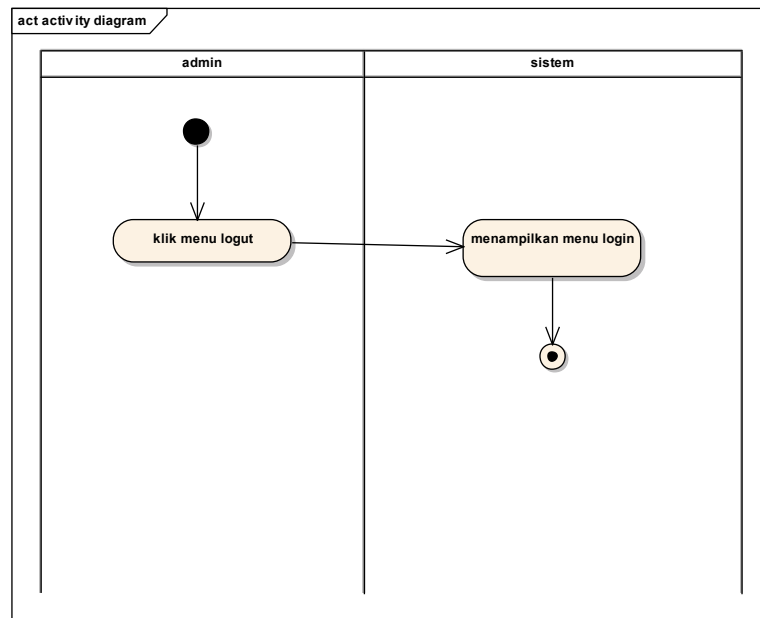 act activity diagram
admin
sistem
klik menu logut
menampilkan menu login